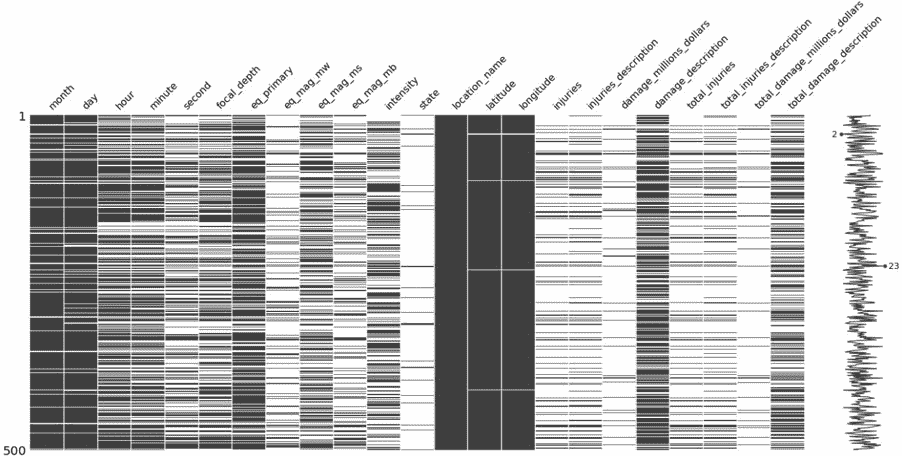 month
day
hour
minute
second
focal_depth
eq_primary
eq_mag_mw
eq_mag_ms
eq_mag_mb
intensity
state
location_name
latitude
longitude
injuries
injuries_description
damage_millions_dollars
damage_description
total_injuries
total_injuries_description
total_damage_millions_dollars
total_damage_description
1
2
23
500